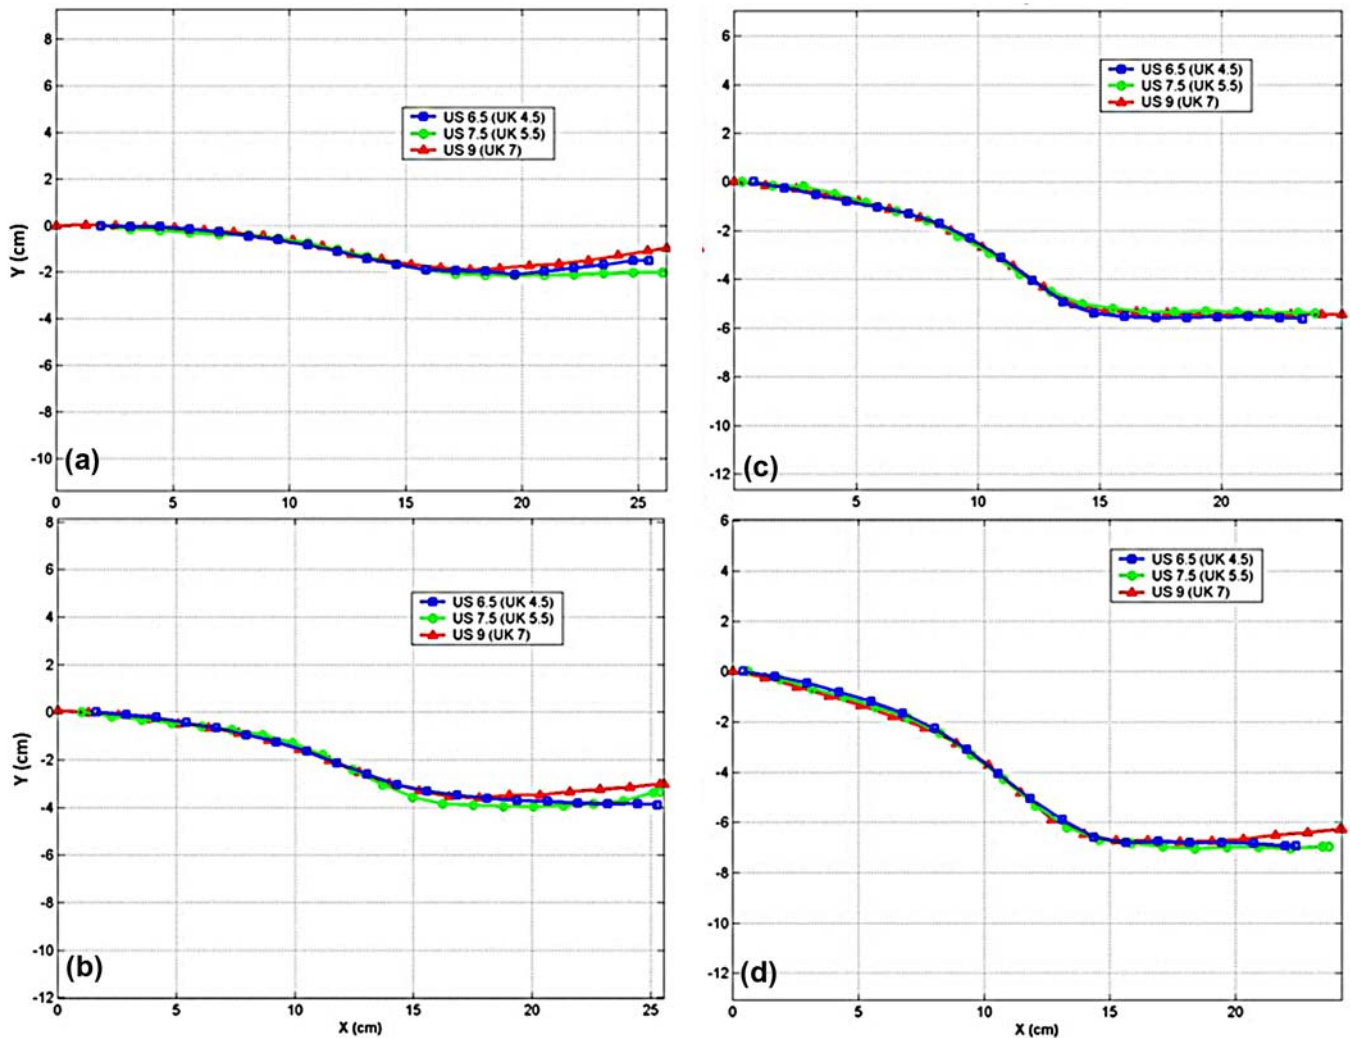 8
6
4
2
0
-2
-4
-6
-8
-10
Y (cm)
US 6.5 (UK 4.5)
US 7.5 (UK 5.5)
US 9 (UK 7)
(a)
0 5 10 15 20 25
6
4
2
0
-2
-4
-6
-8
-10
-12
US 6.5 (UK 4.5)
US 7.5 (UK 5.5)
US 9 (UK 7)
(c)
5 10 15 20
8
6
4
2
0
-2
-4
-6
-8
-10
-12
Y (cm)
US 6.5 (UK 4.5)
US 7.5 (UK 5.5)
US 9 (UK 7)
(b)
0 5 10 15 20 25
X (cm)
6
4
2
0
-2
-4
-6
-8
-10
-12
US 6.5 (UK 4.5)
US 7.5 (UK 5.5)
US 9 (UK 7)
(d)
0 5 10 15 20
X (cm)